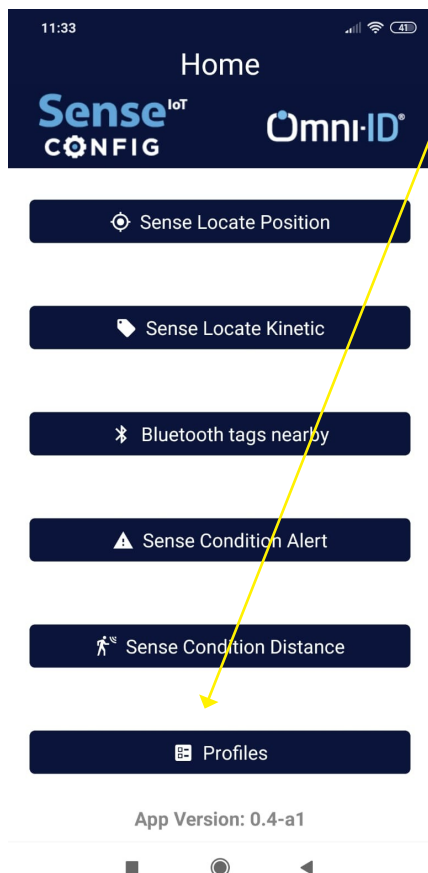 11:33
41
Home
Sense IoT
CONFIG
Omni-ID®
Sense Locate Position
Sense Locate Kinetic
Bluetooth tags nearby
Sense Condition Alert
Sense Condition Distance
Profiles
App Version: 0.4-a1